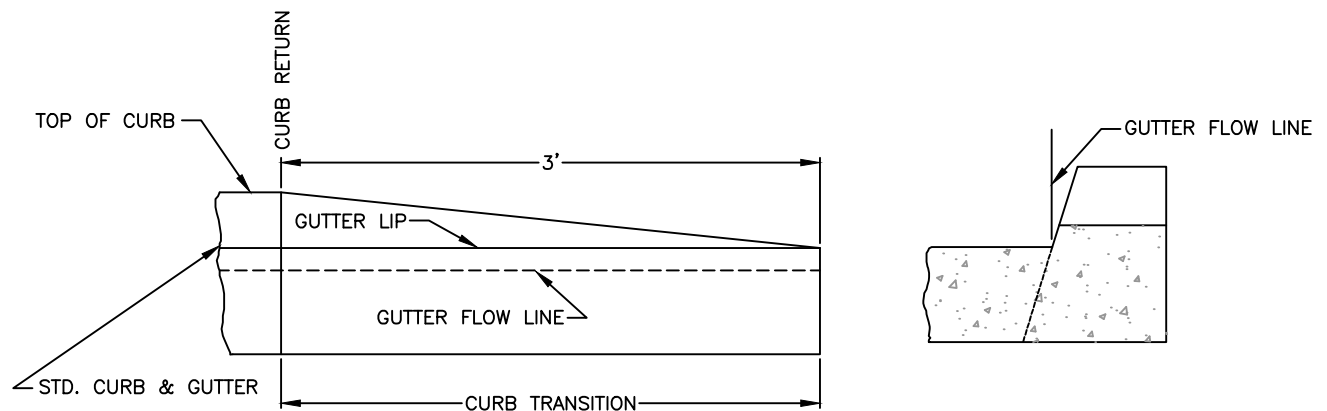 CURB RETURN
TOP OF CURB
3'
GUTTER LIP
GUTTER FLOW LINE
STD. CURB & GUTTER
CURB TRANSITION
GUTTER FLOW LINE